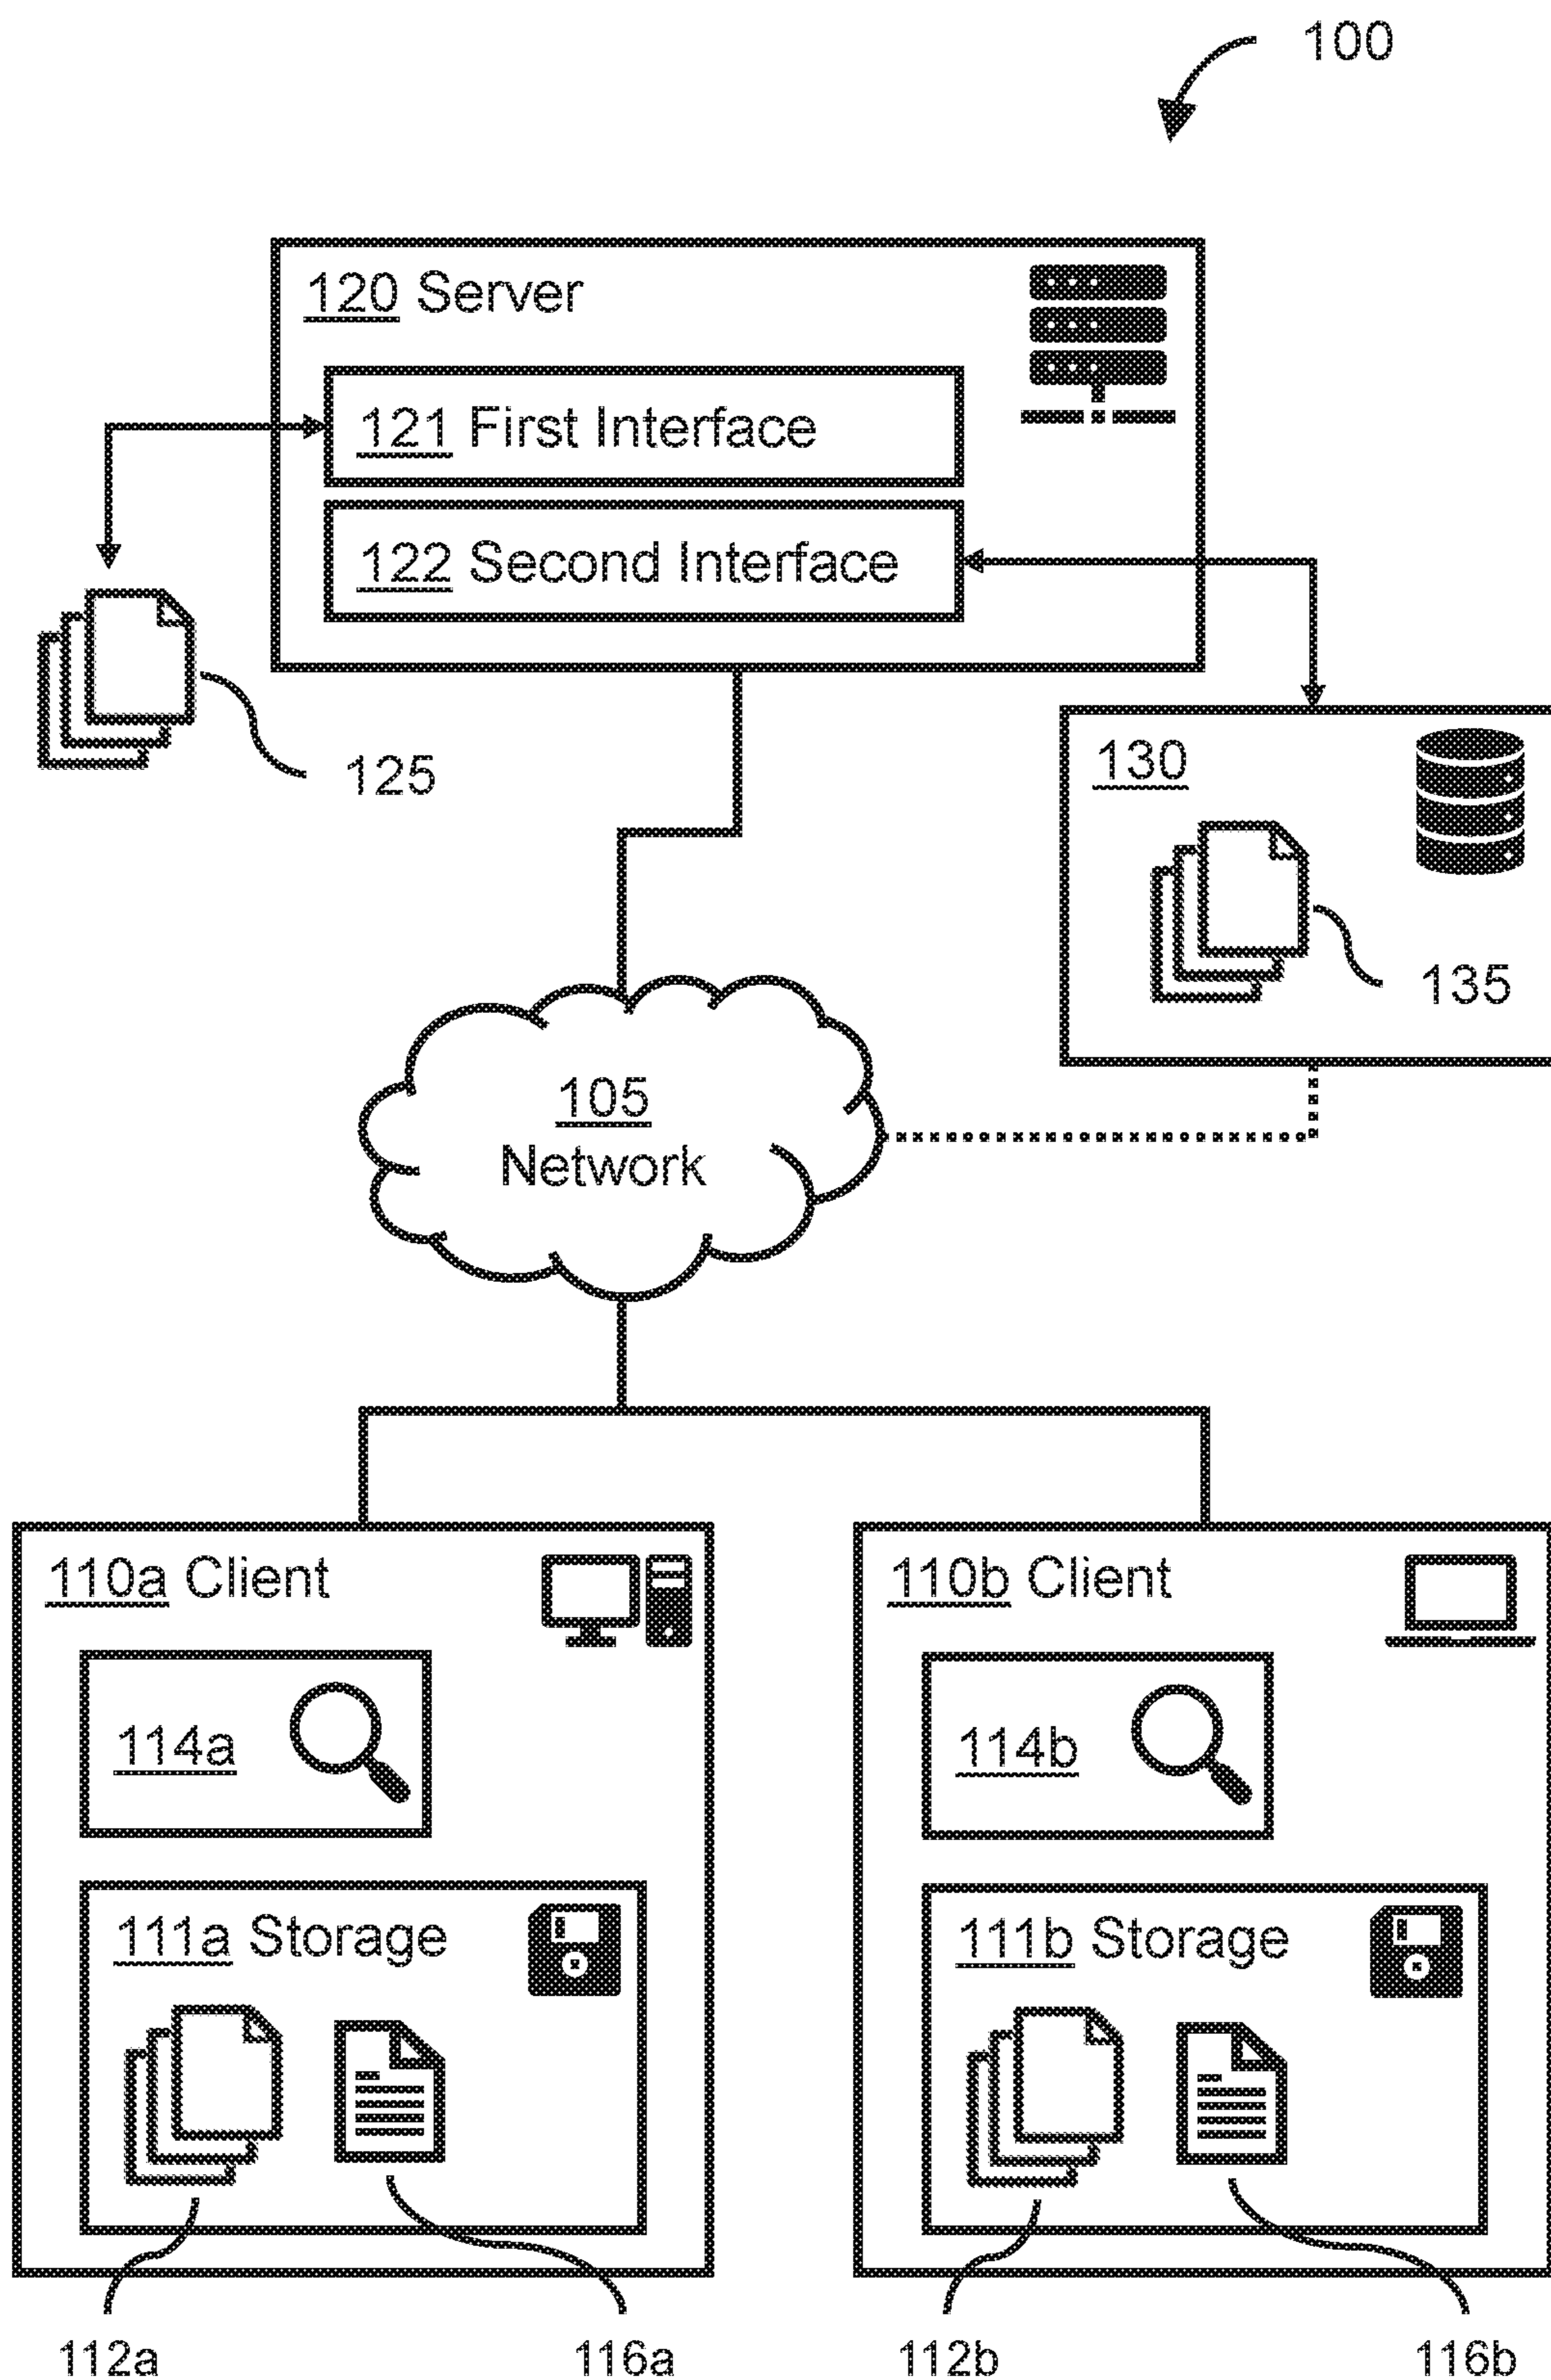 100
120 Server
121 First Interface
122 Second Interface
125
130
135
105
Network
110a Client
114a
111a Storage
112a
116a
110b Client
114b
111b Storage
112b
116b